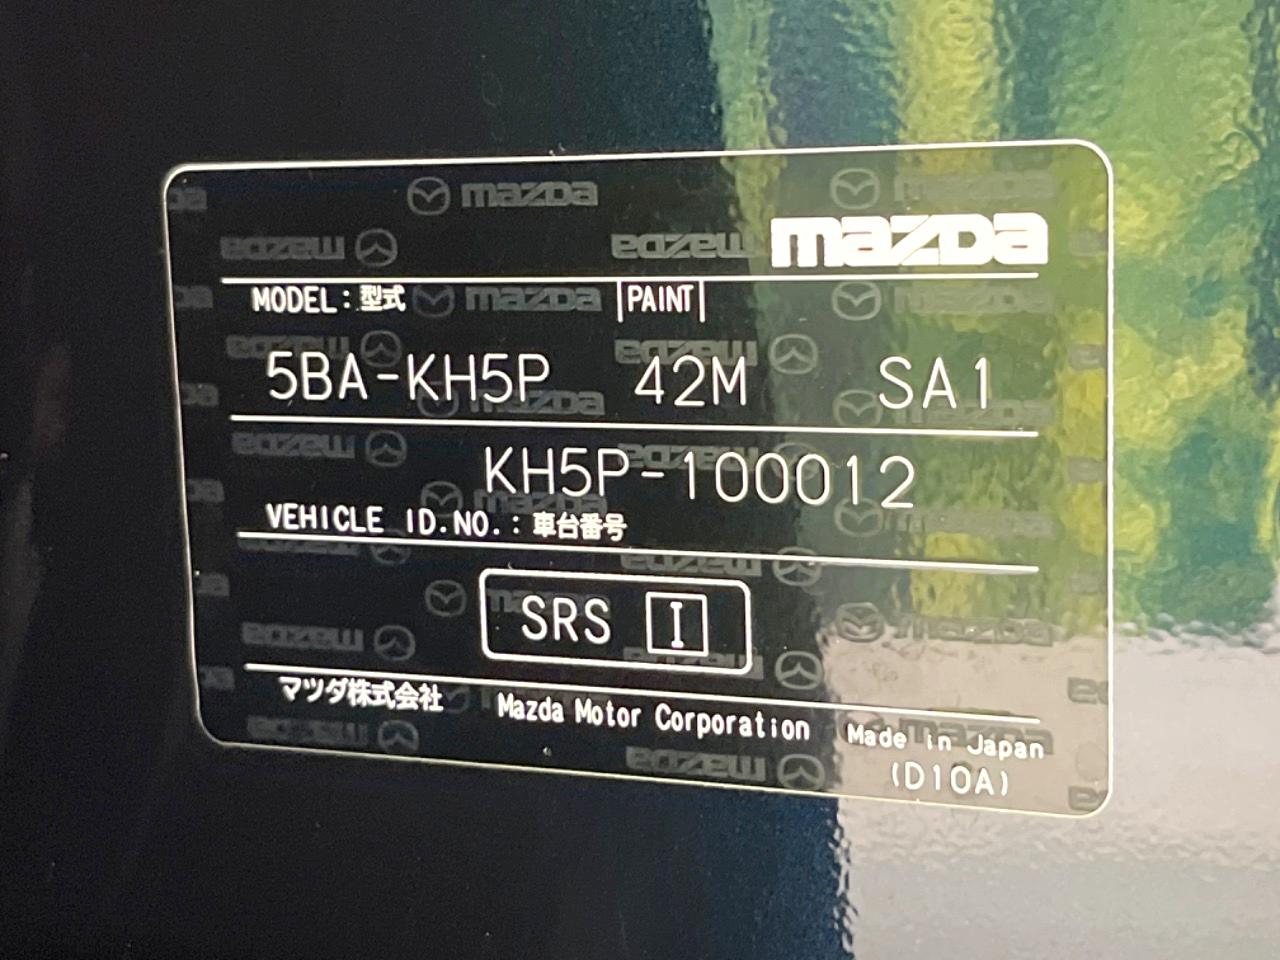 mazda
MODEL：型式 PAINT
5BA-KH5P 42M SA1
KH5P-100012
VEHICLE ID.NO.：車台番号
SRS I
マツダ株式会社 Mazda Motor Corporation Made in Japan
(D10A)